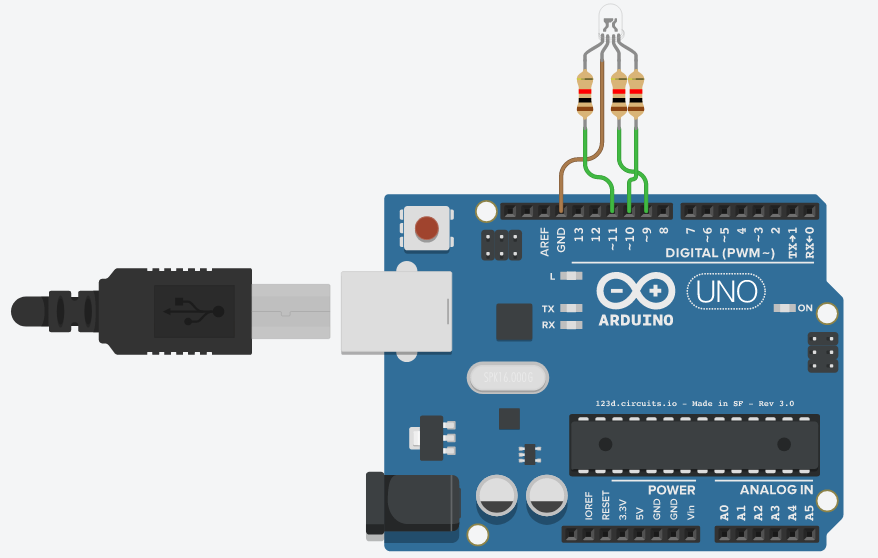 AREF
GND
13
12
~11
~10
~9
8
7
~6
~5
4
~3
2
TX→1
RX←0
DIGITAL (PWM~)
L
TX
RX
ARDUINO
UNO
ON
SPK16.000G
123d.circuits.io - Made in SF - Rev 3.0
POWER
ANALOG IN
IOREF
RESET
3.3V
5V
GND
GND
Vin
A0
A1
A2
A3
A4
A5